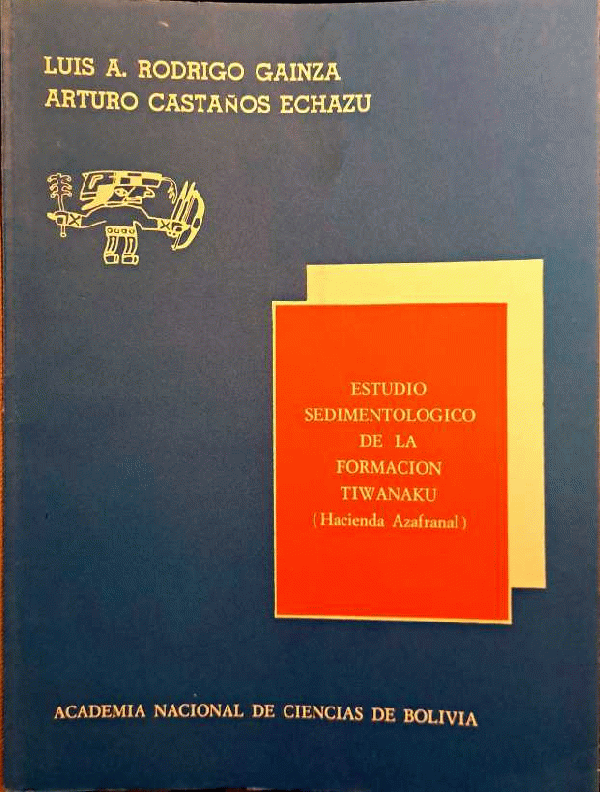 LUIS A. RODRIGO GAINZA
ARTURO CASTAÑOS ECHAZU
ESTUDIO
SEDIMENTOLOGICO
DE LA
FORMACION
TIWANAKU
(Hacienda Azafranal)
ACADEMIA NACIONAL DE CIENCIAS DE BOLIVIA